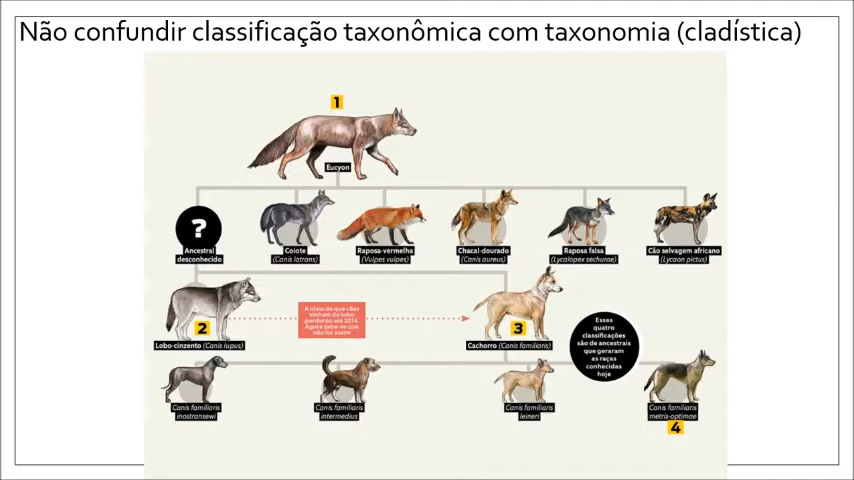 Não confundir classificação taxonômica com taxonomia (cladística)
1
Eucyon
?
Ancestral
desconhecido
Coiote
(Canis latrans)
Raposa-vermelha
(Vulpes vulpes)
Chacal-dourado
(Canis aureus)
Raposa falsa
(Lycalopex sechurae)
Cão selvagem africano
(Lycaon pictus)
2
Lobo-cinzento (Canis lupus)
A ideia de que cães
vinham do lobo
perdurou até 2014.
Agora sabe-se que
não foi assim
3
Cachorro (Canis familiaris)
Essas
quatro
classificações
são de ancestrais
que geraram
as raças
conhecidas
hoje
Canis familiaris
inostransewi
Canis familiaris
intermedius
Canis familiaris
leineri
Canis familiaris
metris-optimae
4